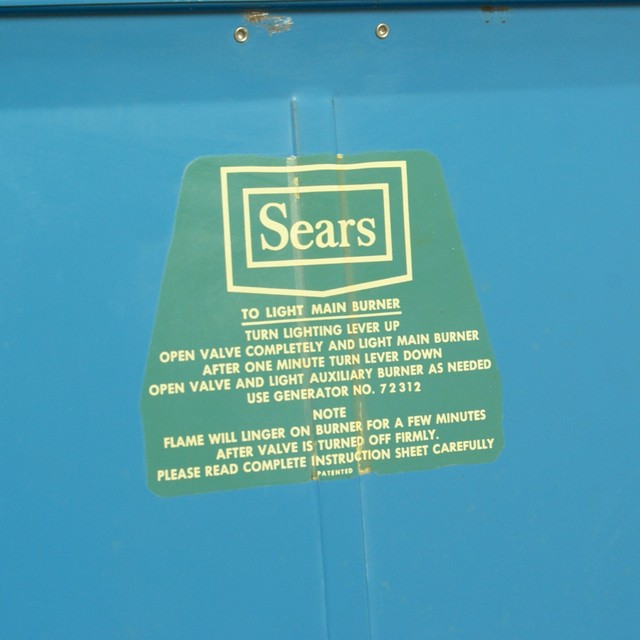 Sears
TO LIGHT MAIN BURNER
TURN LIGHTING LEVER UP
OPEN VALVE COMPLETELY AND LIGHT MAIN BURNER
AFTER ONE MINUTE TURN LEVER DOWN
OPEN VALVE AND LIGHT AUXILIARY BURNER AS NEEDED
USE GENERATOR NO. 72312
NOTE
FLAME WILL LINGER ON BURNER FOR A FEW MINUTES
AFTER VALVE IS TURNED OFF FIRMLY.
PLEASE READ COMPLETE INSTRUCTION SHEET CAREFULLY
PATENTED